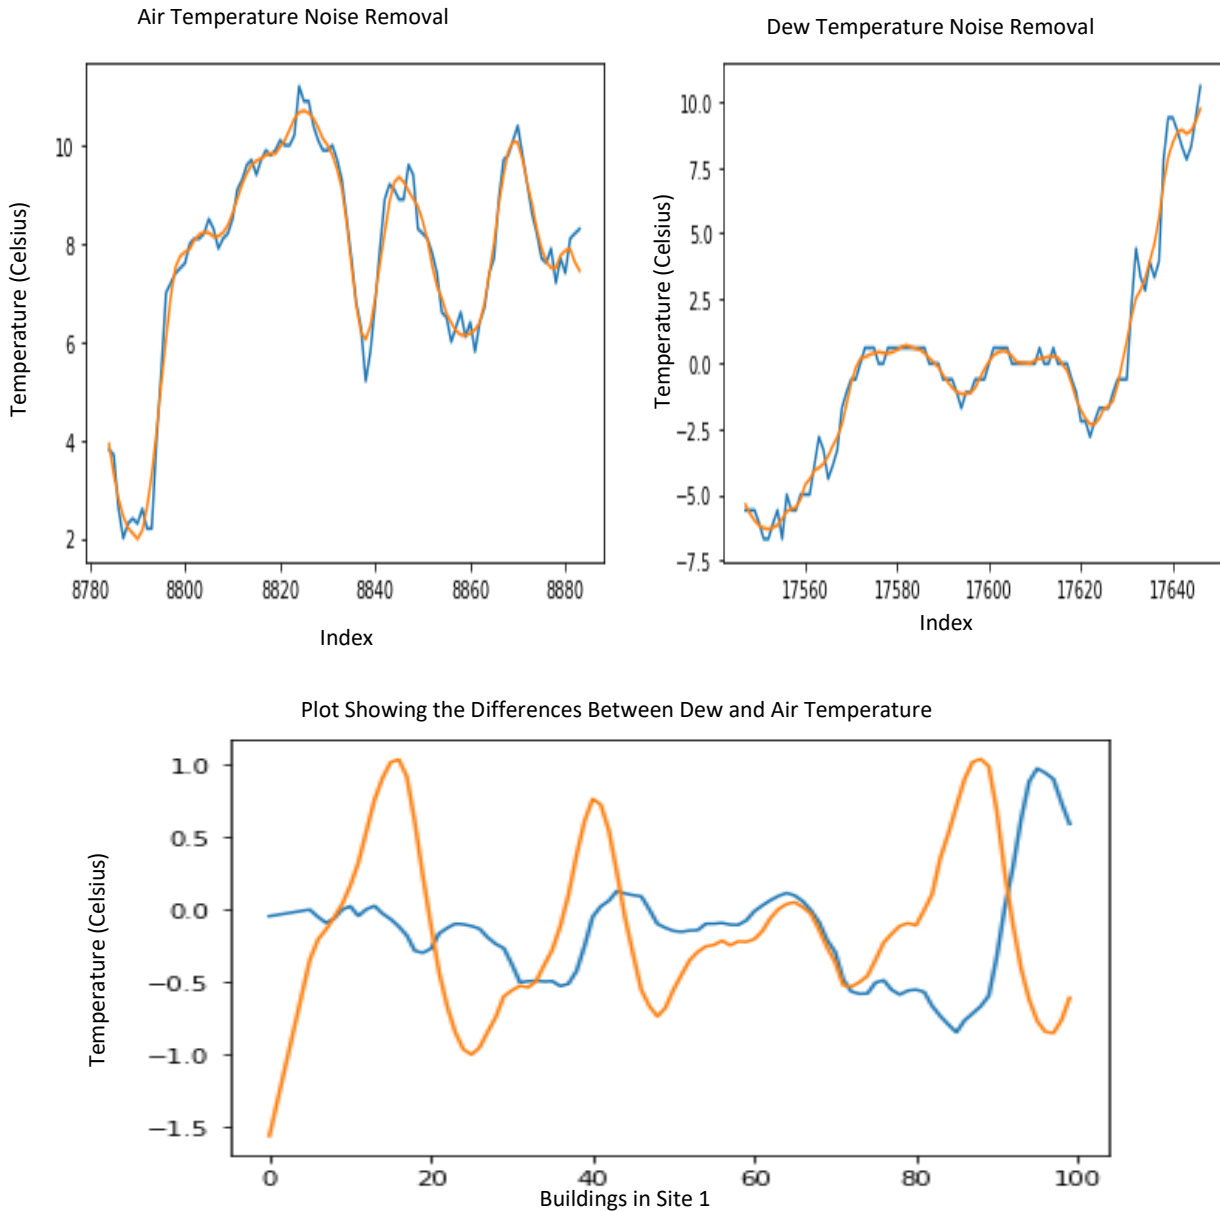 Air Temperature Noise Removal
Temperature (Celsius)
10
8
6
4
2
8780 8800 8820 8840 8860 8880
Index
Dew Temperature Noise Removal
Temperature (Celsius)
10.0
7.5
5.0
2.5
0.0
−2.5
−5.0
−7.5
17560 17580 17600 17620 17640
Index
Plot Showing the Differences Between Dew and Air Temperature
Temperature (Celsius)
1.0
0.5
0.0
−0.5
−1.0
−1.5
0 20 40 60 80 100
Buildings in Site 1